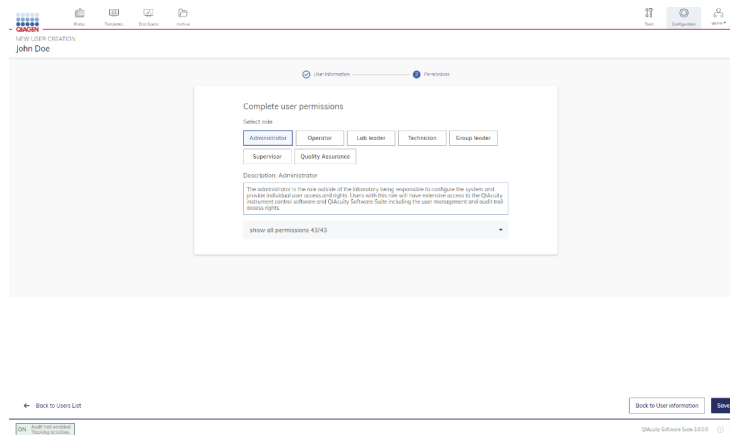 QIAGEN
Plates
Templates
Disk Space
Archive
Tools
Configuration
admin
NEW USER CREATION
John Doe
User Information
2 Permissions
Complete user permissions
Select role
Administrator Operator Lab leader Technician Group leader
Supervisor Quality Assurance
Description: Administrator
The administrator is the role outside of the laboratory being responsible to configure the system and
provide individual user access and rights. Users with this role will have extensive access to the QIAcuity
instrument control software and QIAcuity Software Suite including the user management and audit trail
access rights.
show all permissions 43/43
← Back to Users List
Back to User information
Save
ON Audit trail enabled
Tracking activities
QIAcuity Software Suite 3.0.0.0